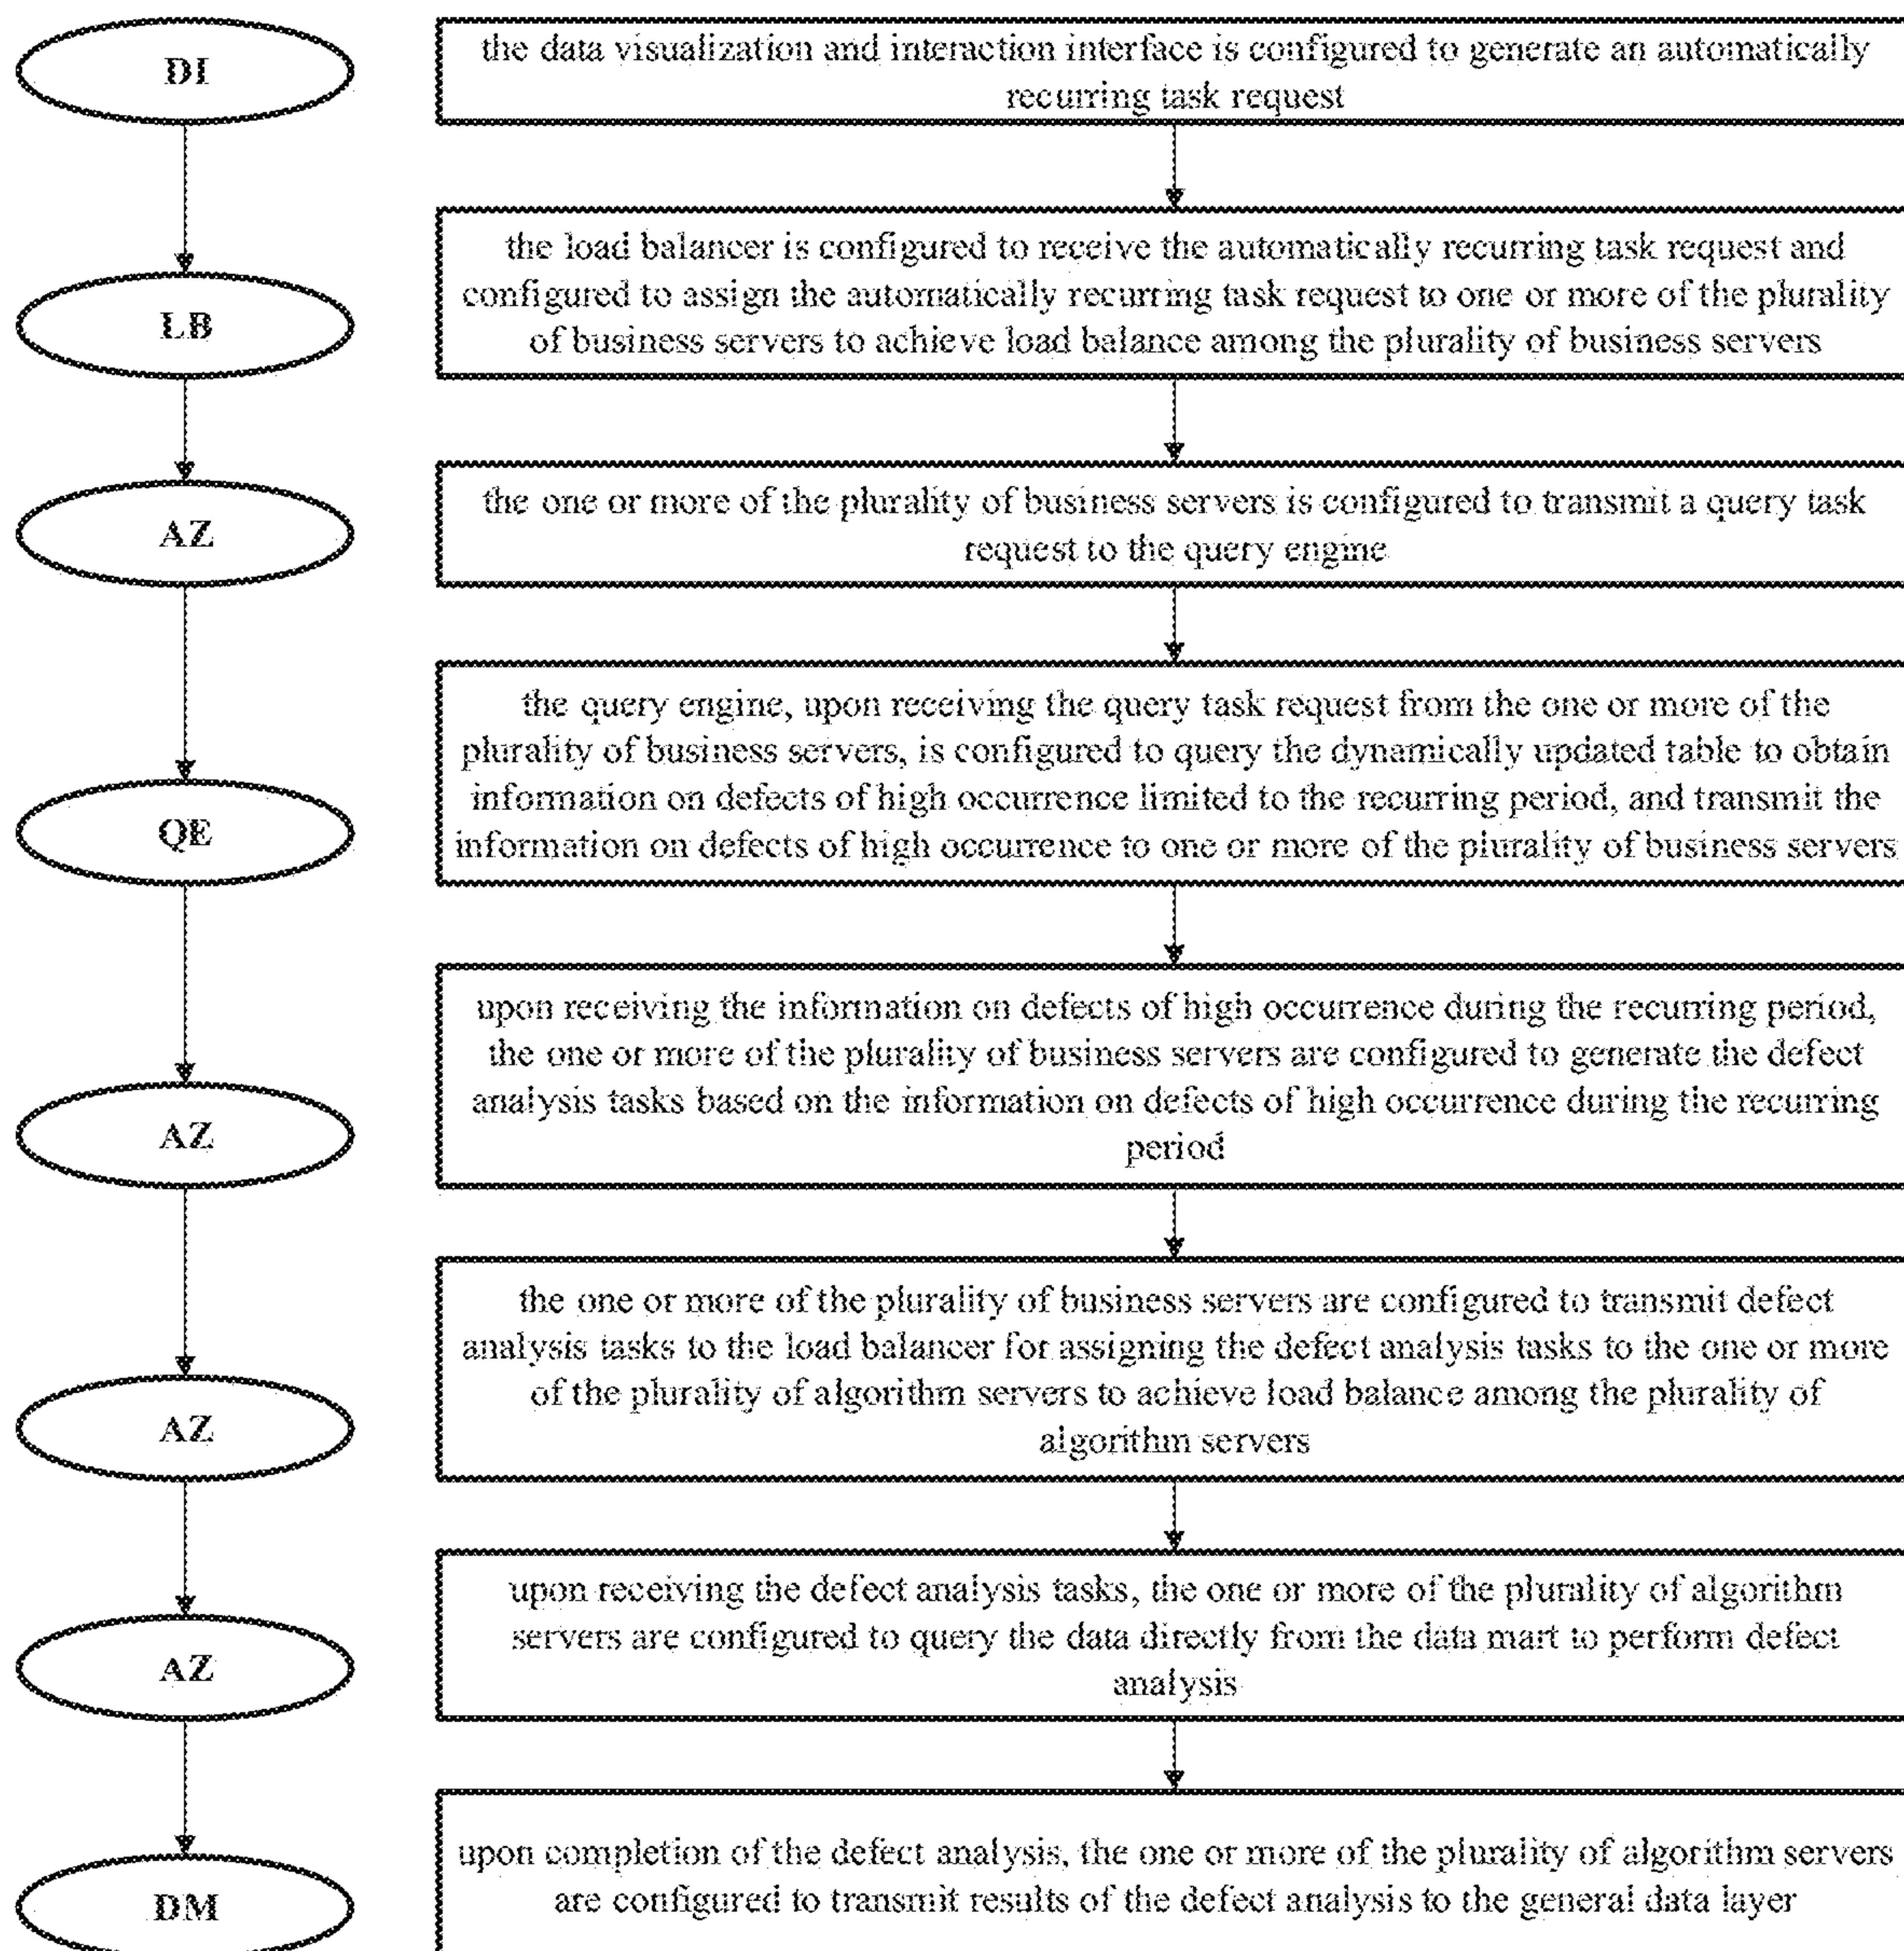 DI
the data visualization and interaction interface is configured to generate an automatically
recurring task request
LB
the load balancer is configured to receive the automatically recurring task request and
configured to assign the automatically recurring task request to one or more of the plurality
of business servers to achieve load balance among the plurality of business servers
AZ
the one or more of the plurality of business servers is configured to transmit a query task
request to the query engine
QE
the query engine, upon receiving the query task request from the one or more of the
plurality of business servers, is configured to query the dynamically updated table to obtain
information on defects of high occurrence limited to the recurring period, and transmit the
information on defects of high occurrence to one or more of the plurality of business servers
AZ
upon receiving the information on defects of high occurrence during the recurring period,
the one or more of the plurality of business servers are configured to generate the defect
analysis tasks based on the information on defects of high occurrence during the recurring
period
AZ
the one or more of the plurality of business servers are configured to transmit defect
analysis tasks to the load balancer for assigning the defect analysis tasks to the one or more
of the plurality of algorithm servers to achieve load balance among the plurality of
algorithm servers
AZ
upon receiving the defect analysis tasks, the one or more of the plurality of algorithm
servers are configured to query the data directly from the data mart to perform defect
analysis
DM
upon completion of the defect analysis, the one or more of the plurality of algorithm servers
are configured to transmit results of the defect analysis to the general data layer